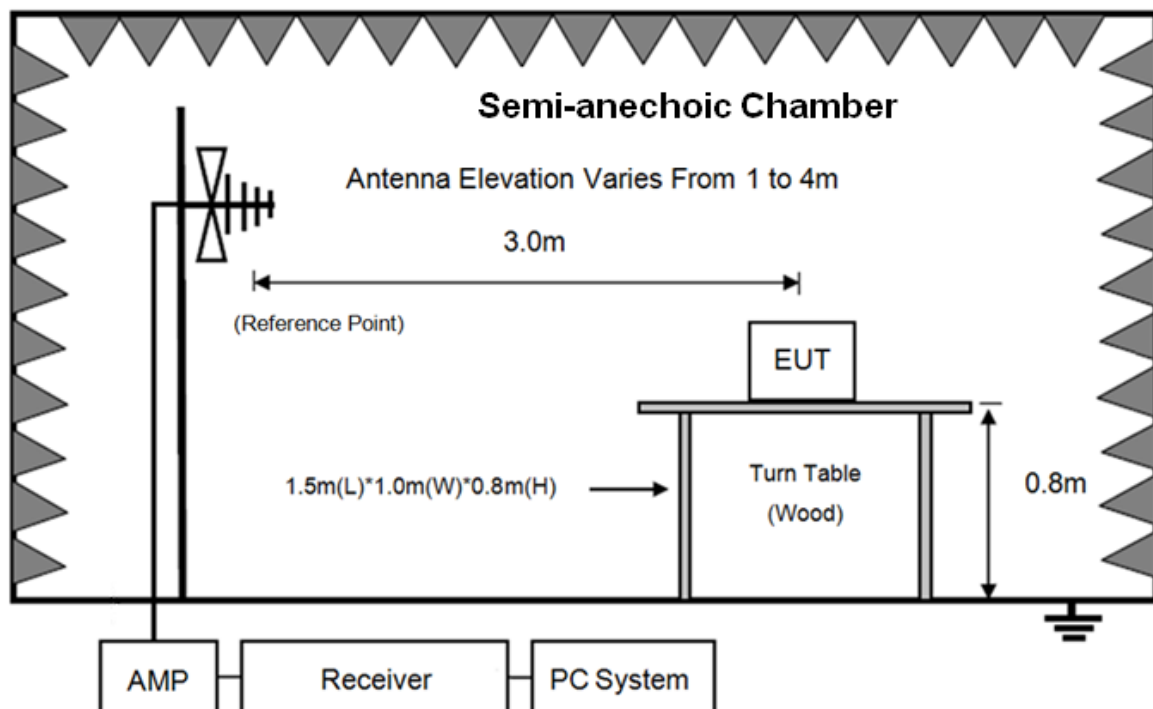 Semi-anechoic Chamber
Antenna Elevation Varies From 1 to 4m
3.0m
(Reference Point)
EUT
1.5m(L)*1.0m(W)*0.8m(H)
Turn Table
(Wood)
0.8m
AMP
Receiver
PC System